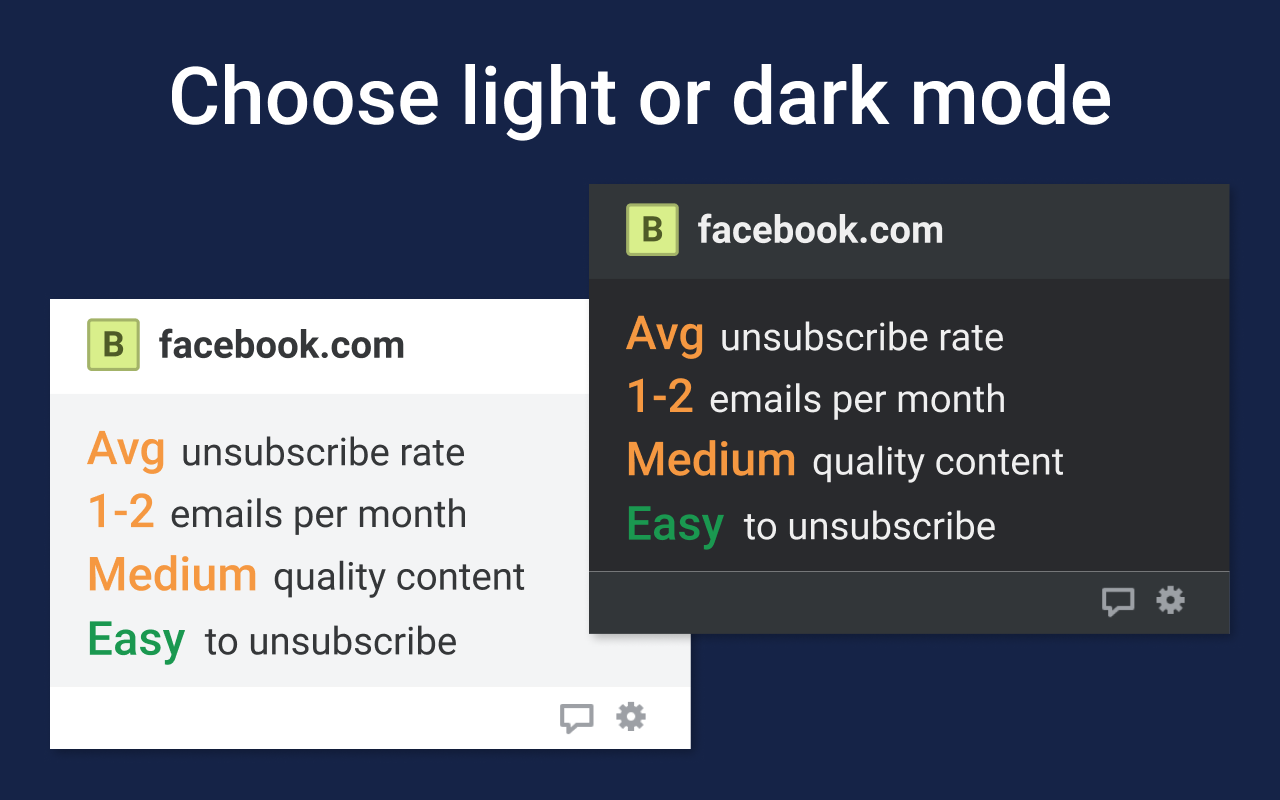 Choose light or dark mode
B facebook.com
Avg unsubscribe rate
1-2 emails per month
Medium quality content
Easy to unsubscribe
B facebook.com
Avg unsubscribe rate
1-2 emails per month
Medium quality content
Easy to unsubscribe